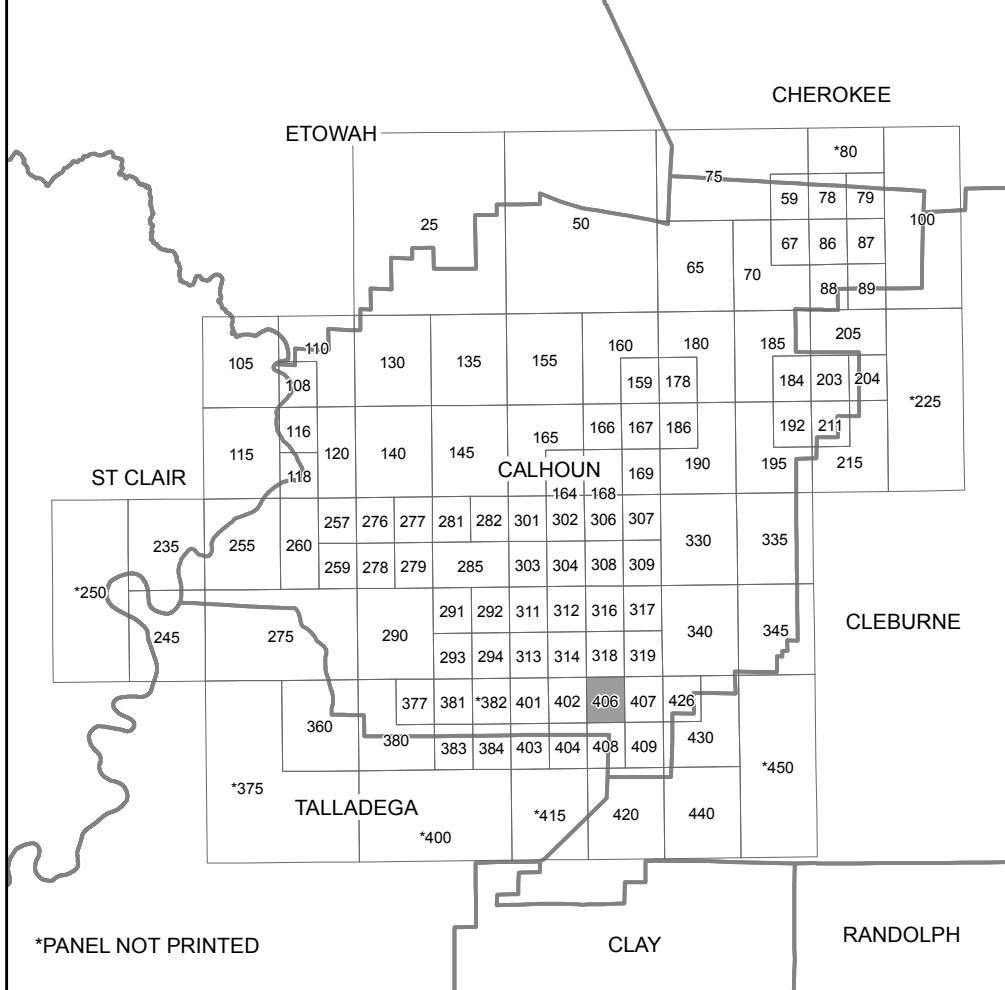 CHEROKEE
ETOWAH
*80
75
59 78 79
25 50 100
67 86 87
65 70
88 89
205
110 160 180 185
105 130 135 155
159 178 184 203 204
108
*225
116 166 167 186 192 211
115 120 140 145 165
ST CLAIR CALHOUN 169 190 195 215
118
164 168
257 276 277 281 282 301 302 306 307
235 255 260 330 335
259 278 279 285 303 304 308 309
*250
291 292 311 312 316 317
CLEBURNE
245 275 290 340 345
293 294 313 314 318 319
377 381 *382 401 402 406 407 426
360
380 430
383 384 403 404 408 409
*450
*375
TALLADEGA *415 420 440
*400
*PANEL NOT PRINTED CLAY RANDOLPH